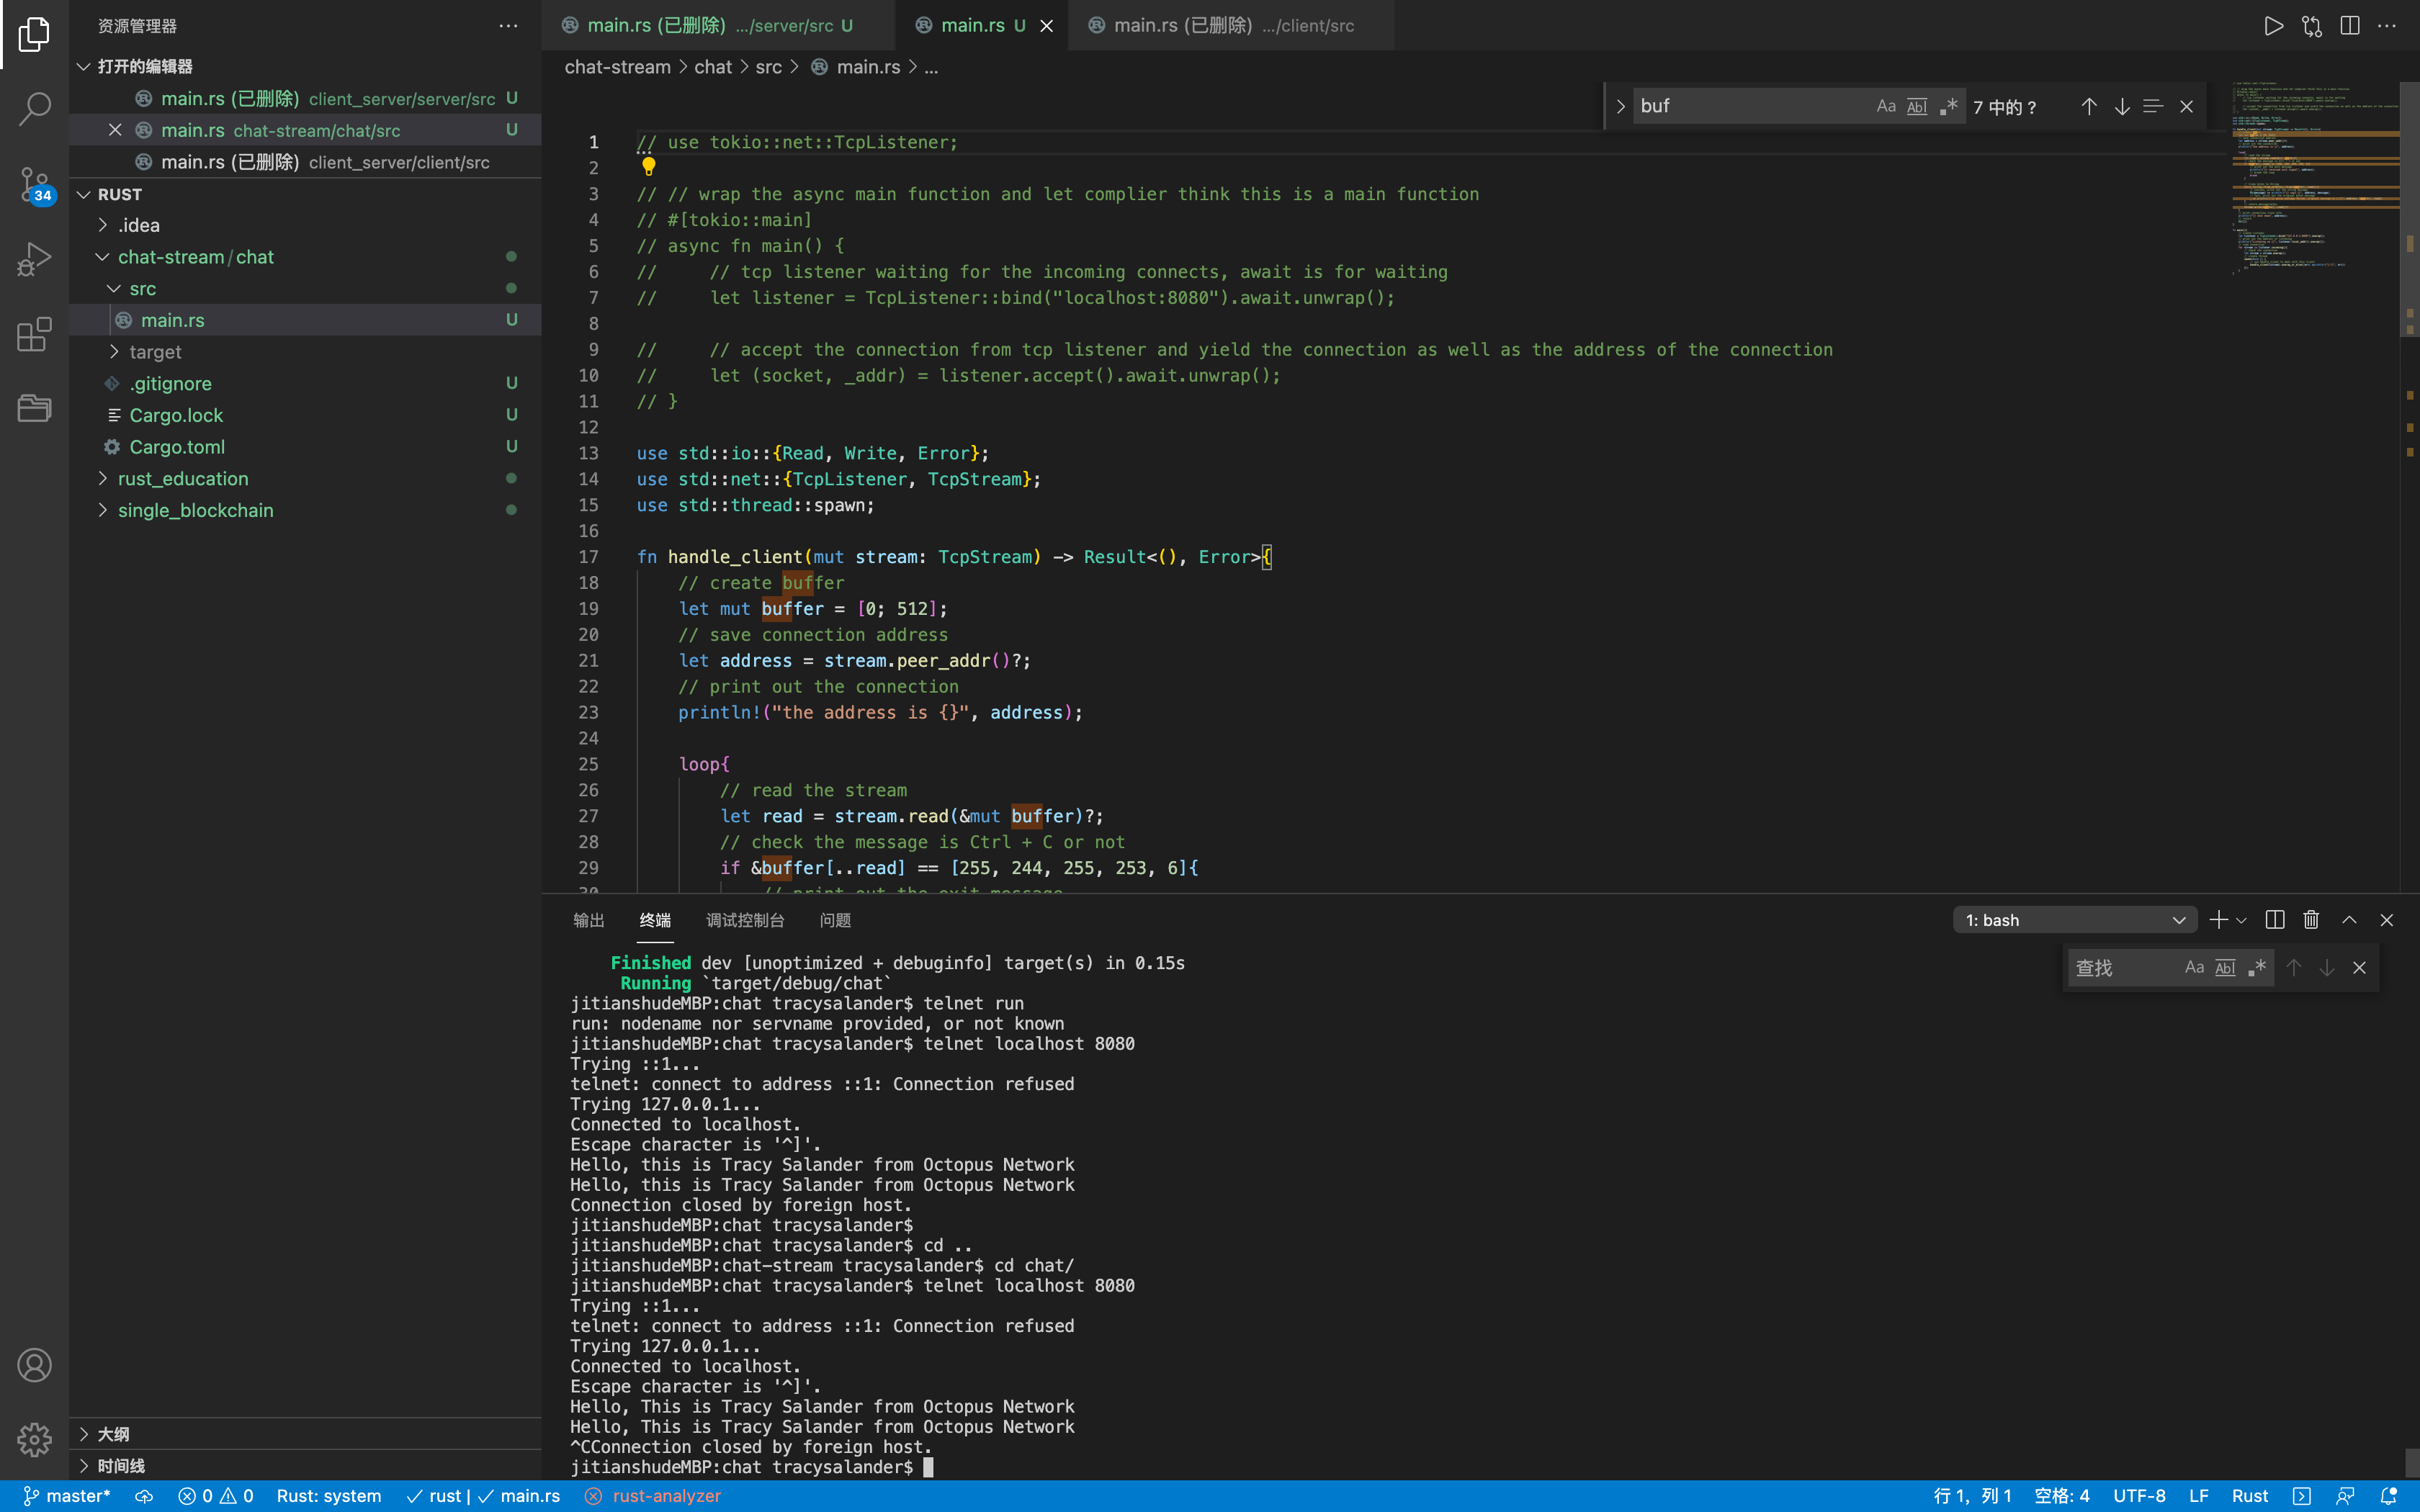 资源管理器
打开的编辑器
main.rs (已删除) client_server/server/src U
main.rs chat-stream/chat/src U
main.rs (已删除) client_server/client/src
34
RUST
.idea
chat-stream/chat
src
main.rs U
target
.gitignore U
Cargo.lock U
Cargo.toml U
rust_education
single_blockchain
大纲
时间线
main.rs (已删除) .../server/src U
main.rs U
main.rs (已删除) .../client/src
chat-stream > chat > src > main.rs > ...
buf Aa Abl .* 7 中的 ?
1 // use tokio::net::TcpListener;
2
3 // // wrap the async main function and let complier think this is a main function
4 // #[tokio::main]
5 // async fn main() {
6 //     // tcp listener waiting for the incoming connects, await is for waiting
7 //     let listener = TcpListener::bind("localhost:8080").await.unwrap();
8
9 //     // accept the connection from tcp listener and yield the connection as well as the address of the connection
10 //     let (socket, _addr) = listener.accept().await.unwrap();
11 // }
12
13 use std::io::{Read, Write, Error};
14 use std::net::{TcpListener, TcpStream};
15 use std::thread::spawn;
16
17 fn handle_client(mut stream: TcpStream) -> Result<(), Error>{
18     // create buffer
19     let mut buffer = [0; 512];
20     // save connection address
21     let address = stream.peer_addr()?;
22     // print out the connection
23     println!("the address is {}", address);
24
25     loop{
26         // read the stream
27         let read = stream.read(&mut buffer)?;
28         // check the message is Ctrl + C or not
29         if &buffer[..read] == [255, 244, 255, 253, 6]{
30             // print out the exit message
输出 终端 调试控制台 问题
1: bash
查找 Aa Abl .*
Finished dev [unoptimized + debuginfo] target(s) in 0.15s
Running `target/debug/chat`
jitianshudeMBP:chat tracysalander$ telnet run
run: nodename nor servname provided, or not known
jitianshudeMBP:chat tracysalander$ telnet localhost 8080
Trying ::1...
telnet: connect to address ::1: Connection refused
Trying 127.0.0.1...
Connected to localhost.
Escape character is '^]'.
Hello, this is Tracy Salander from Octopus Network
Hello, this is Tracy Salander from Octopus Network
Connection closed by foreign host.
jitianshudeMBP:chat tracysalander$
jitianshudeMBP:chat tracysalander$ cd ..
jitianshudeMBP:chat-stream tracysalander$ cd chat/
jitianshudeMBP:chat tracysalander$ telnet localhost 8080
Trying ::1...
telnet: connect to address ::1: Connection refused
Trying 127.0.0.1...
Connected to localhost.
Escape character is '^]'.
Hello, This is Tracy Salander from Octopus Network
Hello, This is Tracy Salander from Octopus Network
^CConnection closed by foreign host.
jitianshudeMBP:chat tracysalander$
master* 0 0 Rust: system ✓ rust | ✓ main.rs rust-analyzer 行 1, 列 1 空格: 4 UTF-8 LF Rust